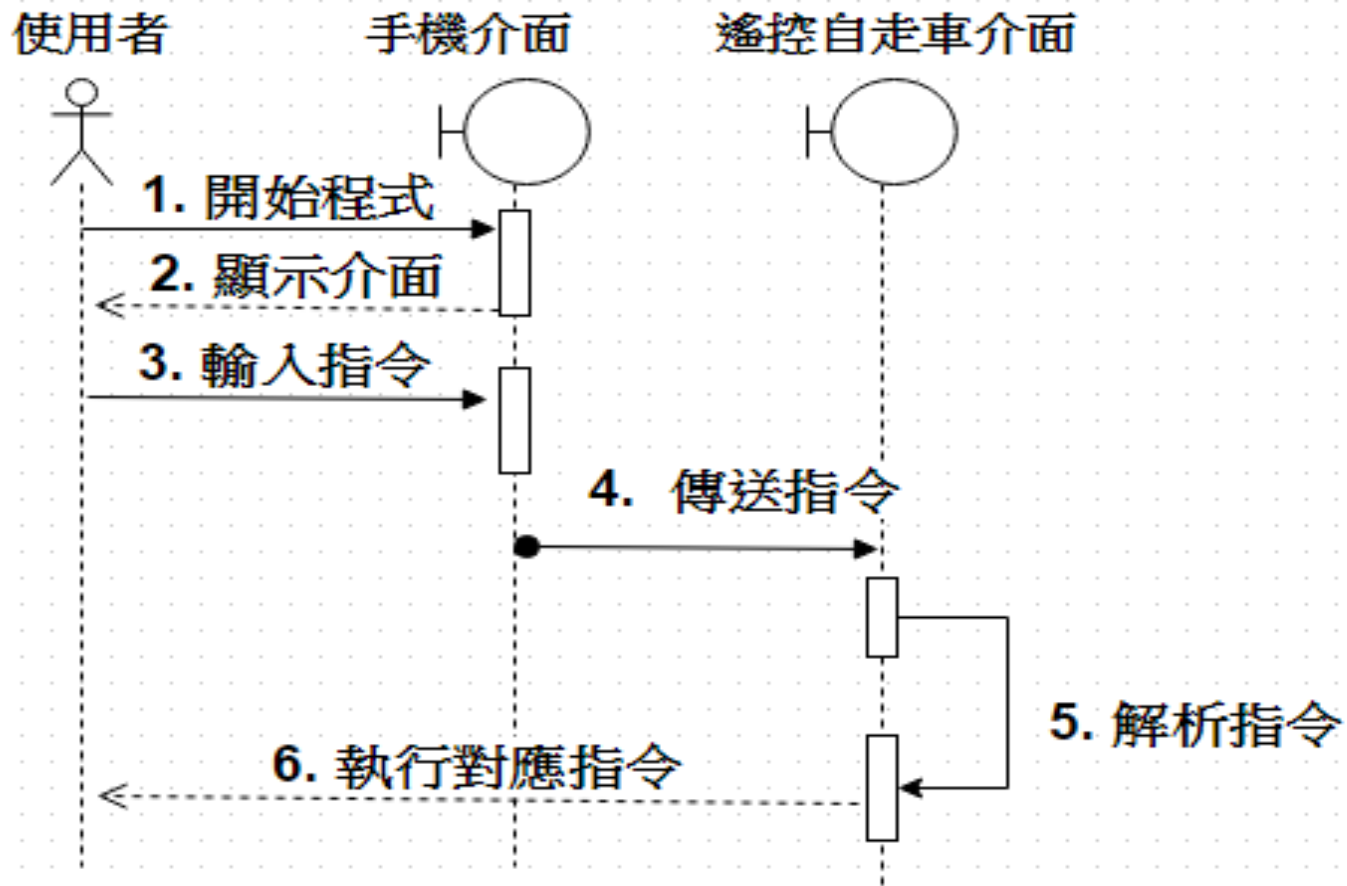 使用者
手機介面
遙控自走車介面
1. 開始程式
2. 顯示介面
3. 輸入指令
4. 傳送指令
5. 解析指令
6. 執行對應指令